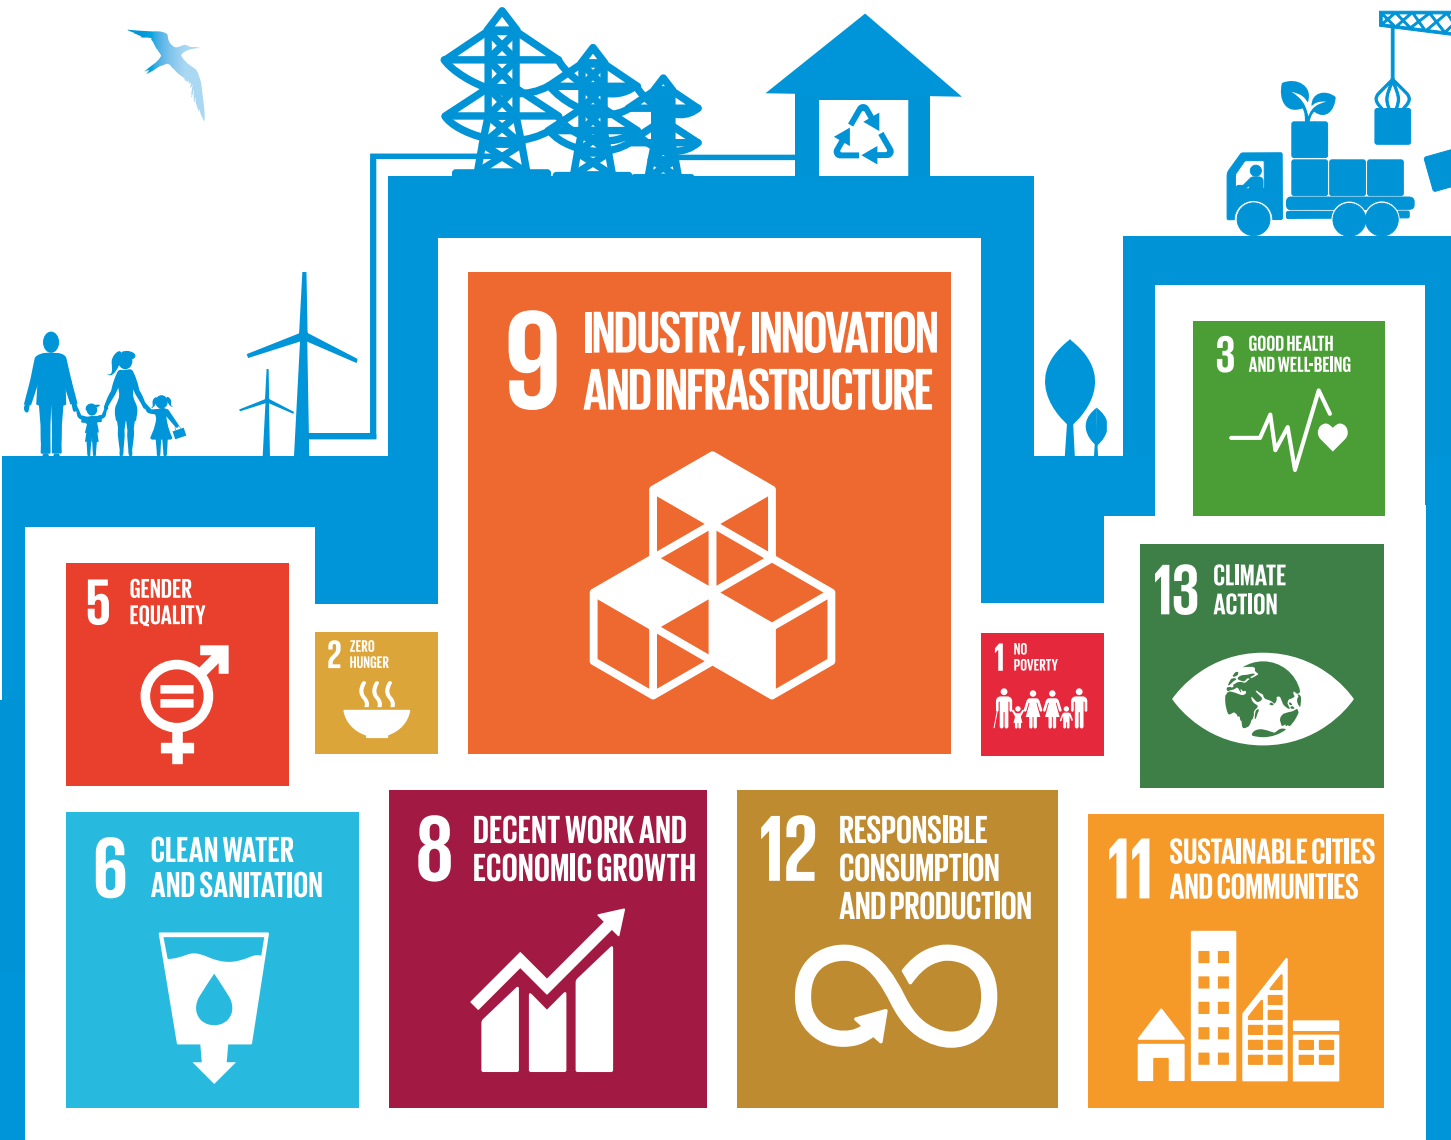 9
INDUSTRY, INNOVATION
AND INFRASTRUCTURE
3
GOOD HEALTH
AND WELL-BEING
5
GENDER
EQUALITY
2
ZERO
HUNGER
1
NO
POVERTY
13
CLIMATE
ACTION
6
CLEAN WATER
AND SANITATION
8
DECENT WORK AND
ECONOMIC GROWTH
12
RESPONSIBLE
CONSUMPTION
AND PRODUCTION
11
SUSTAINABLE CITIES
AND COMMUNITIES